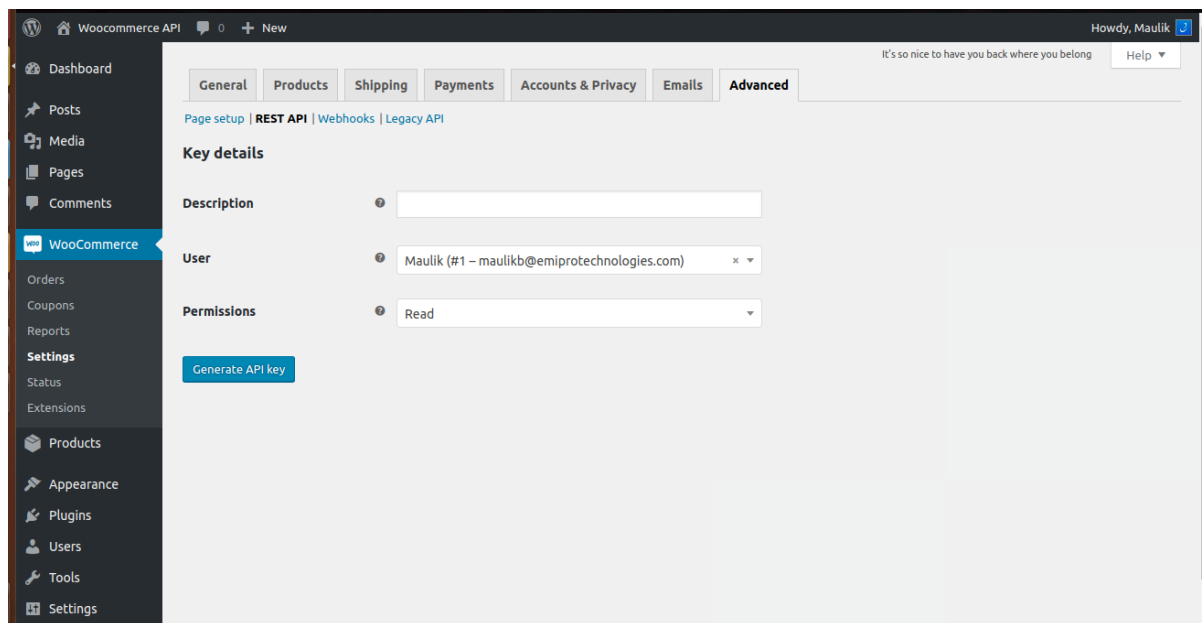 Woocommerce API 0 New Howdy, Maulik
It's so nice to have you back where you belong Help
Dashboard
Posts
Media
Pages
Comments
WooCommerce
Orders
Coupons
Reports
Settings
Status
Extensions
Products
Appearance
Plugins
Users
Tools
Settings
General Products Shipping Payments Accounts & Privacy Emails Advanced
Page setup | REST API | Webhooks | Legacy API
Key details
Description
User Maulik (#1 – maulikb@emiprotechnologies.com) ×
Permissions Read
Generate API key